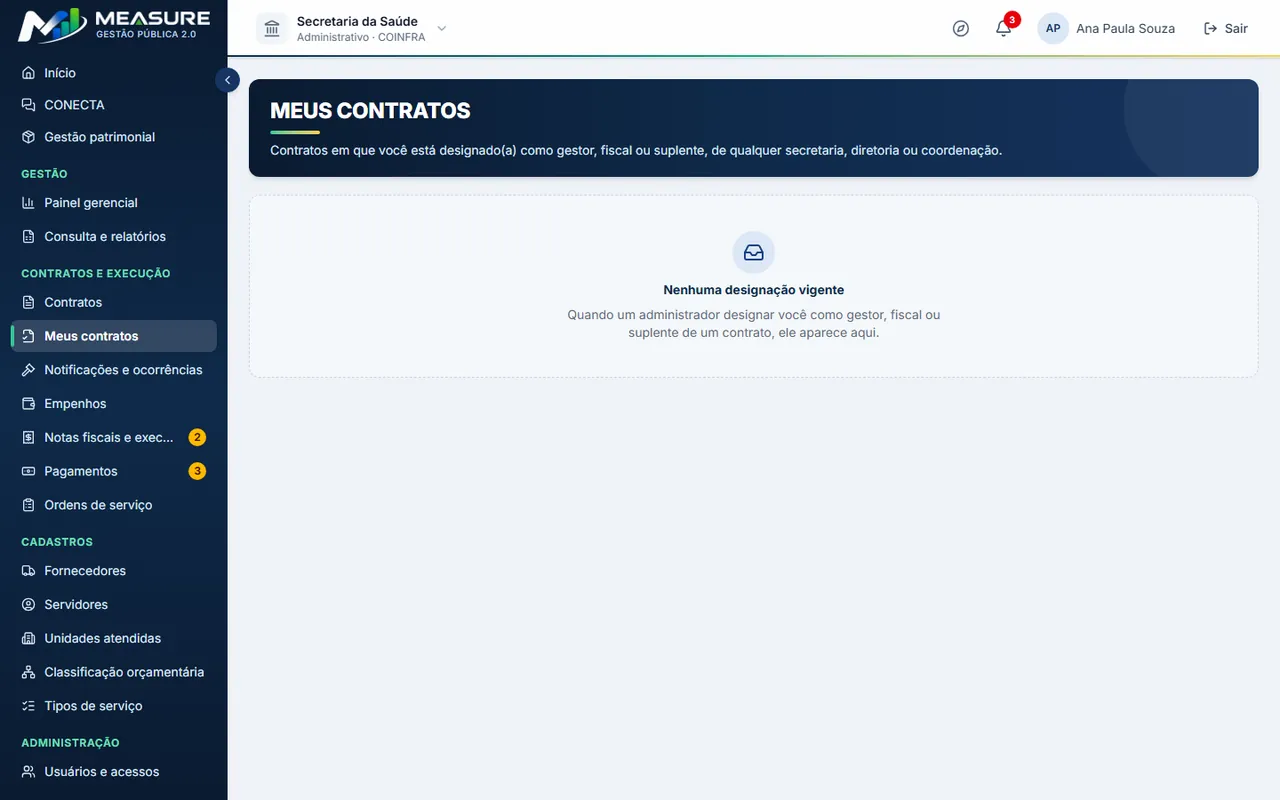 MEASURE
GESTÃO PÚBLICA 2.0
Início
CONECTA
Gestão patrimonial
GESTÃO
Painel gerencial
Consulta e relatórios
CONTRATOS E EXECUÇÃO
Contratos
Meus contratos
Notificações e ocorrências
Empenhos
Notas fiscais e exec... 2
Pagamentos 3
Ordens de serviço
CADASTROS
Fornecedores
Servidores
Unidades atendidas
Classificação orçamentária
Tipos de serviço
ADMINISTRAÇÃO
Usuários e acessos
Secretaria da Saúde
Administrativo · COINFRA
3
AP Ana Paula Souza
Sair
MEUS CONTRATOS
Contratos em que você está designado(a) como gestor, fiscal ou suplente, de qualquer secretaria, diretoria ou coordenação.
Nenhuma designação vigente
Quando um administrador designar você como gestor, fiscal ou
suplente de um contrato, ele aparece aqui.